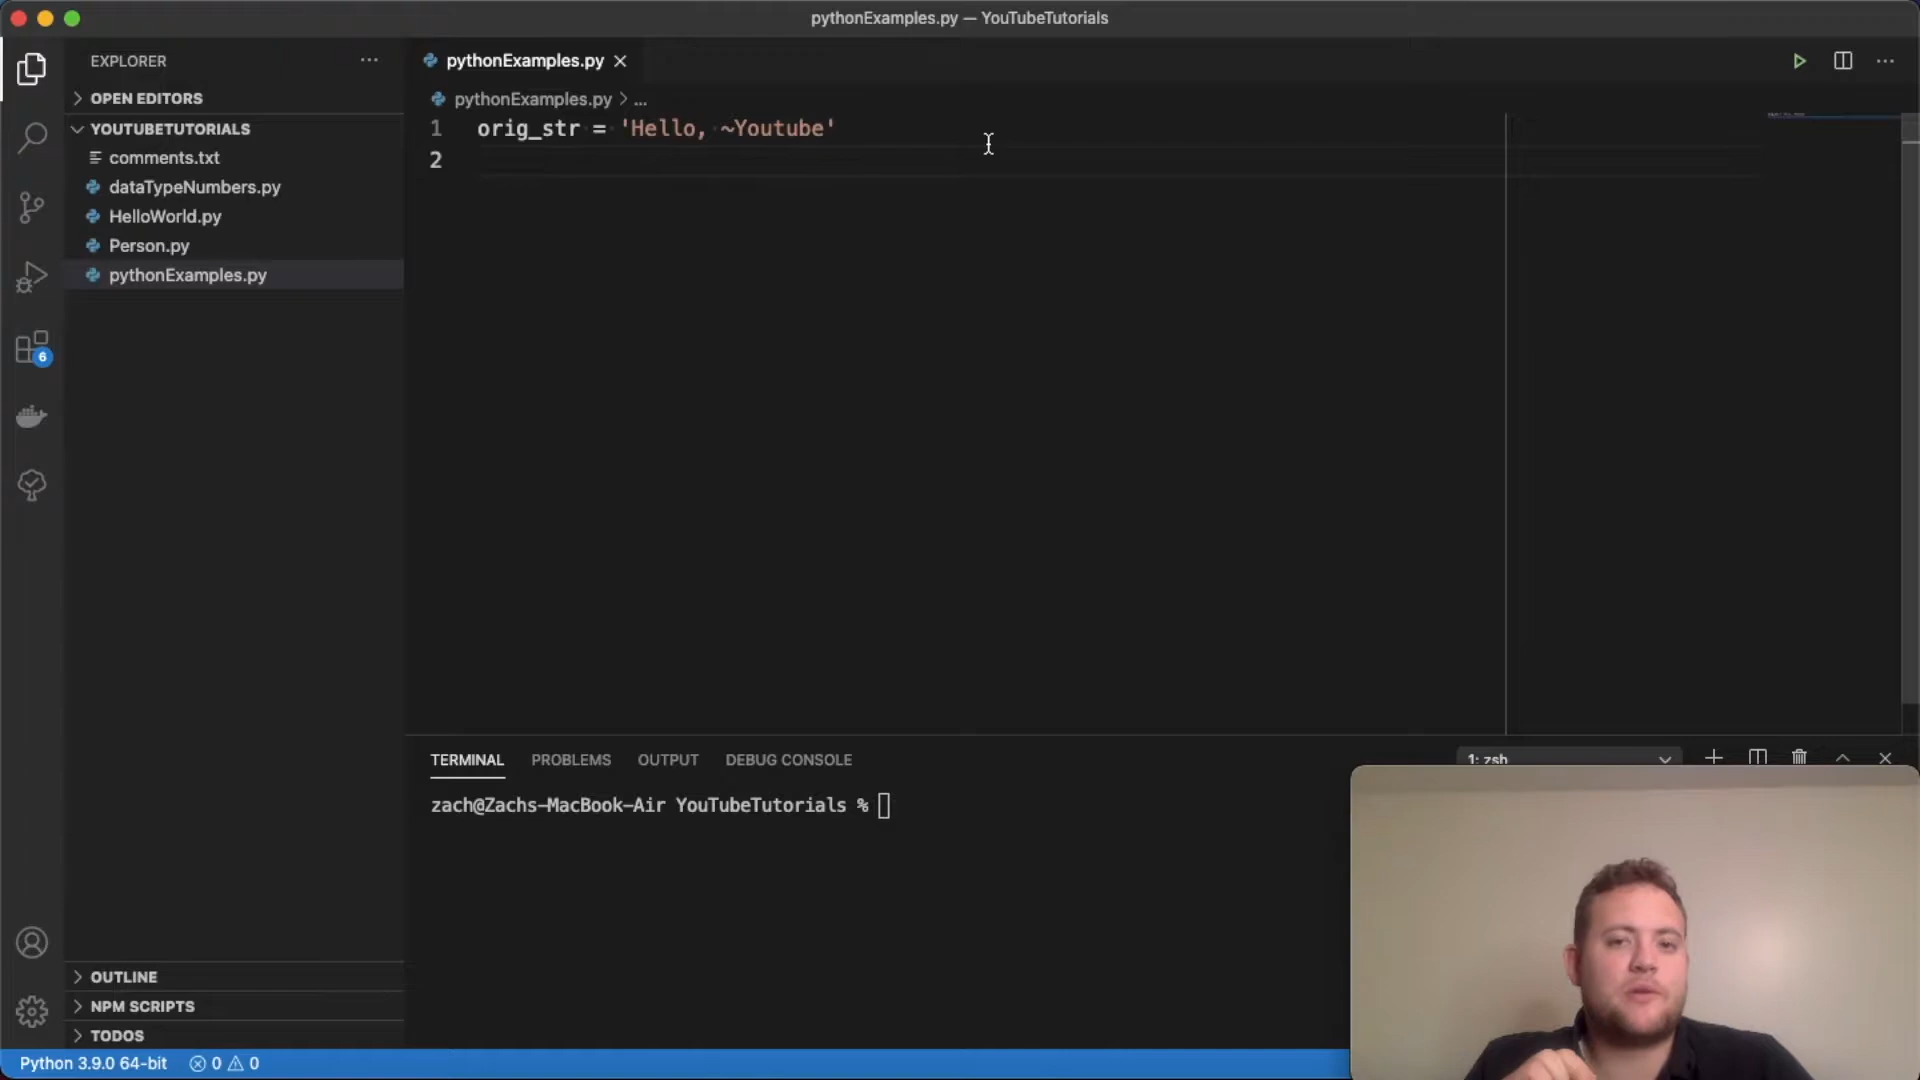 pythonExamples.py — YouTubeTutorials
EXPLORER
pythonExamples.py
OPEN EDITORS
pythonExamples.py > ...
YOUTUBETUTORIALS
1 orig_str = 'Hello, ~Youtube'
2
comments.txt
dataTypeNumbers.py
HelloWorld.py
Person.py
pythonExamples.py
6
TERMINAL PROBLEMS OUTPUT DEBUG CONSOLE
1: zsh
zach@Zachs-MacBook-Air YouTubeTutorials %
OUTLINE
NPM SCRIPTS
TODOS
Python 3.9.0 64-bit 0 0